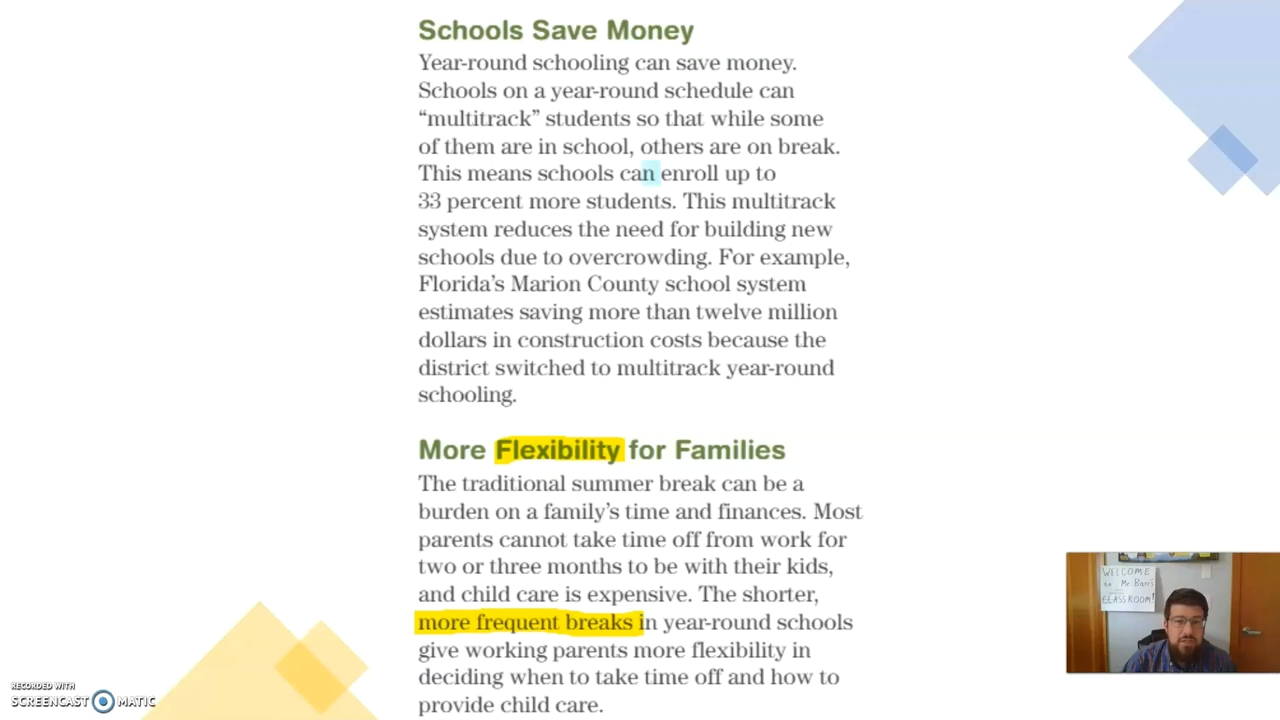 Schools Save Money
Year-round schooling can save money.
Schools on a year-round schedule can
“multitrack” students so that while some
of them are in school, others are on break.
This means schools can enroll up to
33 percent more students. This multitrack
system reduces the need for building new
schools due to overcrowding. For example,
Florida’s Marion County school system
estimates saving more than twelve million
dollars in construction costs because the
district switched to multitrack year-round
schooling.
More Flexibility for Families
The traditional summer break can be a
burden on a family’s time and finances. Most
parents cannot take time off from work for
two or three months to be with their kids,
and child care is expensive. The shorter,
more frequent breaks in year-round schools
give working parents more flexibility in
deciding when to take time off and how to
provide child care.
WELCOME
to Mr Barr's
CLASSROOM!
RECORDED WITH
SCREENCAST MATIC